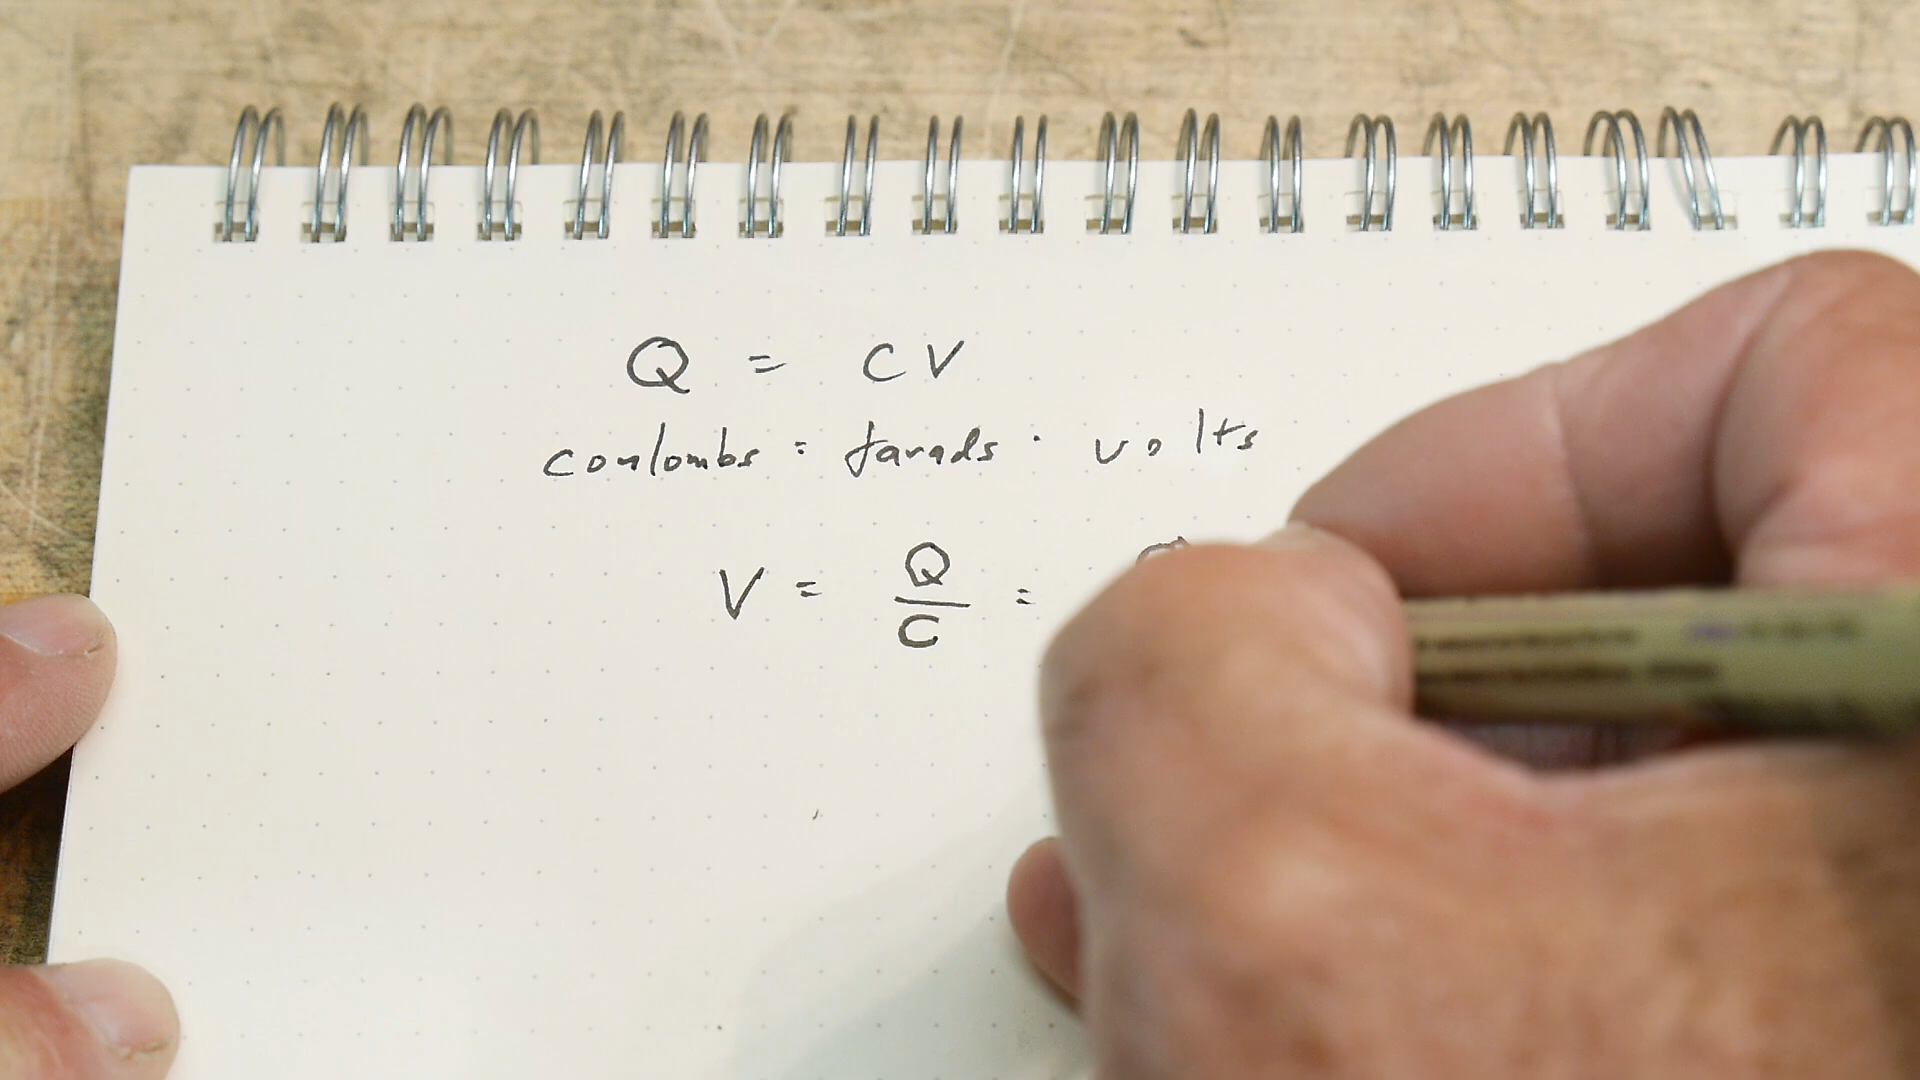 Q = CV
coulombs = farads · volts
V = Q/C =